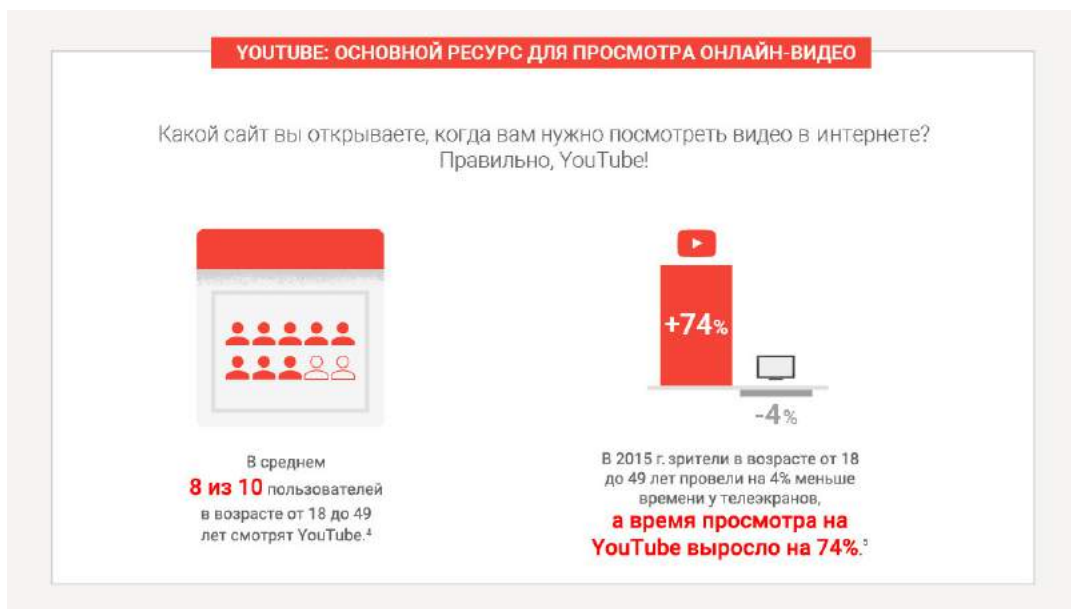 YOUTUBE: ОСНОВНОЙ РЕСУРС ДЛЯ ПРОСМОТРА ОНЛАЙН-ВИДЕО
Какой сайт вы открываете, когда вам нужно посмотреть видео в интернете?
Правильно, YouTube!
+74%
-4%
В среднем
8 из 10 пользователей
в возрасте от 18 до 49
лет смотрят YouTube.⁴
В 2015 г. зрители в возрасте от 18
до 49 лет провели на 4% меньше
времени у телеэкранов,
а время просмотра на
YouTube выросло на 74%.⁵